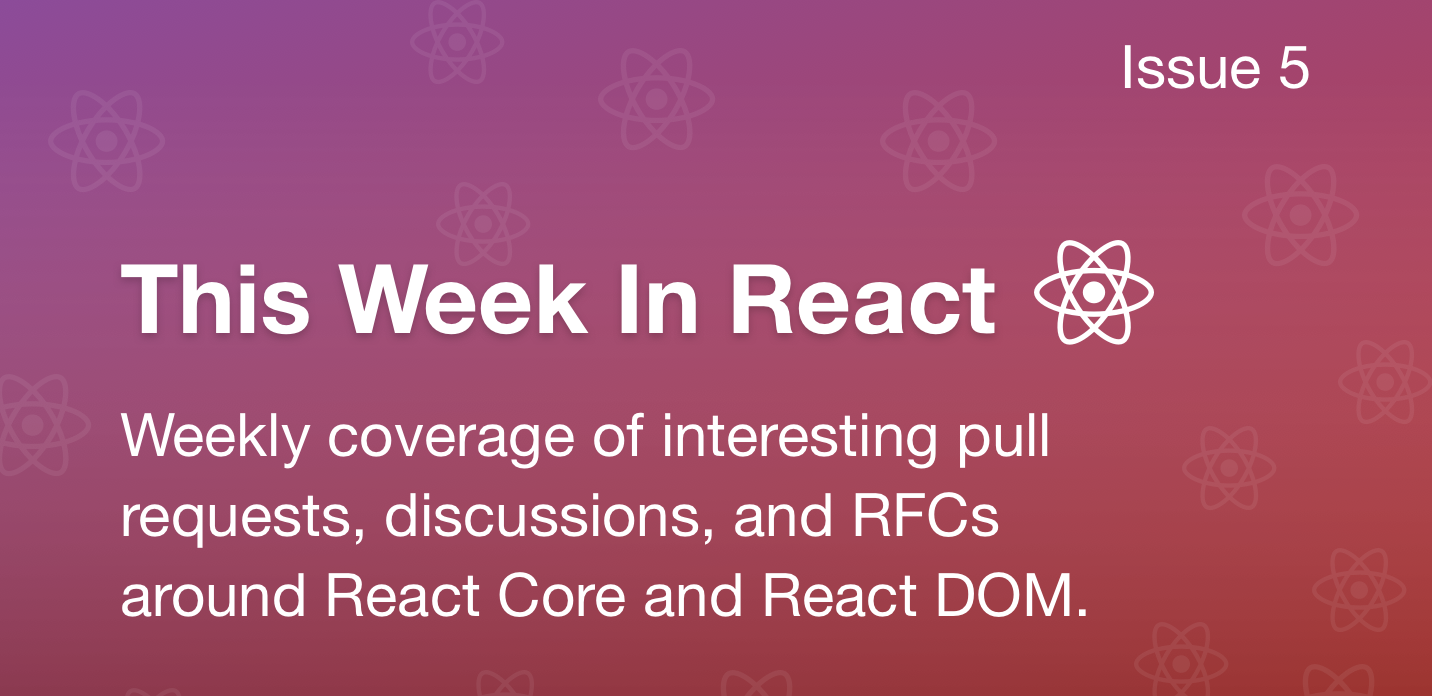 Issue 5
This Week In React
Weekly coverage of interesting pull
requests, discussions, and RFCs
around React Core and React DOM.